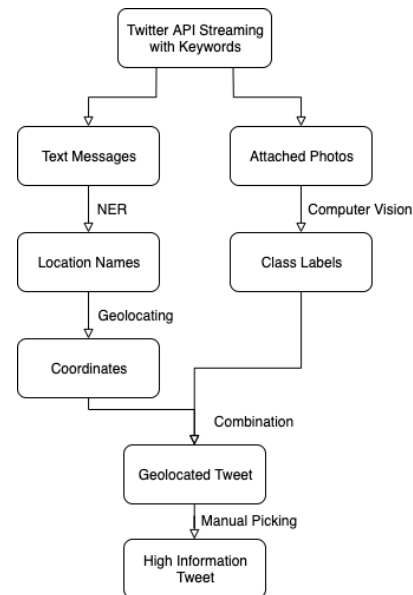 Twitter API Streaming
with Keywords
Text Messages
Attached Photos
NER
Computer Vision
Location Names
Class Labels
Geolocating
Coordinates
Combination
Geolocated Tweet
Manual Picking
High Information
Tweet